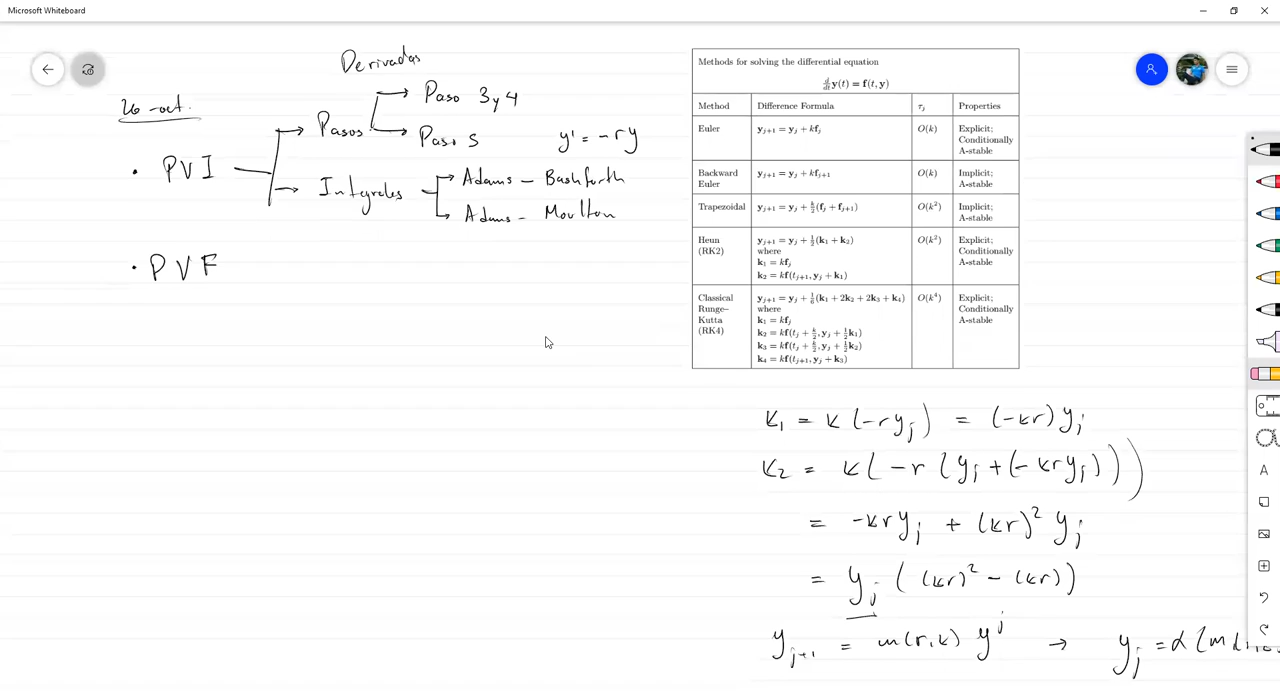 Microsoft Whiteboard
26-oct.
Derivadas
• PVI
Pasos
Paso 3y4
Paso 5
y' = -ry
Integrales
Adams - Bashforth
Adams - Moulton
• PVF
Methods for solving the differential equation
d/dt y(t) = f(t, y)
Method Difference Formula τⱼ Properties
Euler yⱼ₊₁ = yⱼ + kfⱼ O(k) Explicit; Conditionally A-stable
Backward Euler yⱼ₊₁ = yⱼ + kfⱼ₊₁ O(k) Implicit; A-stable
Trapezoidal yⱼ₊₁ = yⱼ + k/2(fⱼ + fⱼ₊₁) O(k²) Implicit; A-stable
Heun (RK2) yⱼ₊₁ = yⱼ + ½(k₁ + k₂) O(k²) Explicit; Conditionally A-stable
where
k₁ = kfⱼ
k₂ = kf(tⱼ₊₁, yⱼ + k₁)
Classical Runge–Kutta (RK4) yⱼ₊₁ = yⱼ + 1/6(k₁ + 2k₂ + 2k₃ + k₄) O(k⁴) Explicit; Conditionally A-stable
where
k₁ = kfⱼ
k₂ = kf(tⱼ + k/2, yⱼ + ½k₁)
k₃ = kf(tⱼ + k/2, yⱼ + ½k₂)
k₄ = kf(tⱼ₊₁, yⱼ + k₃)
K₁ = K(-ryⱼ) = (-kr)yⱼ
K₂ = K(-r(yⱼ + (-kryⱼ)))
= -kryⱼ + (kr)² yⱼ
= yⱼ ((kr)² - (kr))
yⱼ₊₁ = m(r,k) yʲ → yⱼ = α(m